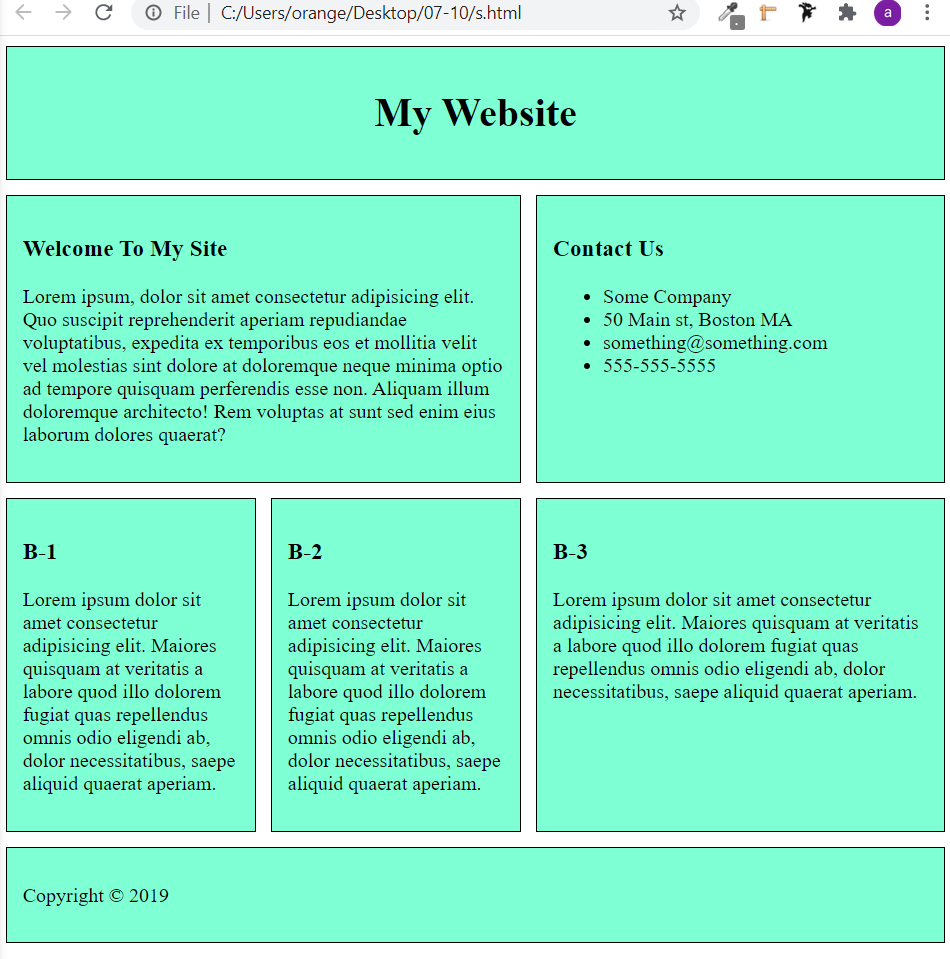 File | C:/Users/orange/Desktop/07-10/s.html
a
My Website
Welcome To My Site
Lorem ipsum, dolor sit amet consectetur adipisicing elit.
Quo suscipit reprehenderit aperiam repudiandae
voluptatibus, expedita ex temporibus eos et mollitia velit
vel molestias sint dolore at doloremque neque minima optio
ad tempore quisquam perferendis esse non. Aliquam illum
doloremque architecto! Rem voluptas at sunt sed enim eius
laborum dolores quaerat?
Contact Us
• Some Company
• 50 Main st, Boston MA
• something@something.com
• 555-555-5555
B-1
Lorem ipsum dolor sit
amet consectetur
adipisicing elit. Maiores
quisquam at veritatis a
labore quod illo dolorem
fugiat quas repellendus
omnis odio eligendi ab,
dolor necessitatibus, saepe
aliquid quaerat aperiam.
B-2
Lorem ipsum dolor sit
amet consectetur
adipisicing elit. Maiores
quisquam at veritatis a
labore quod illo dolorem
fugiat quas repellendus
omnis odio eligendi ab,
dolor necessitatibus, saepe
aliquid quaerat aperiam.
B-3
Lorem ipsum dolor sit amet consectetur
adipisicing elit. Maiores quisquam at veritatis
a labore quod illo dolorem fugiat quas
repellendus omnis odio eligendi ab, dolor
necessitatibus, saepe aliquid quaerat aperiam.
Copyright © 2019